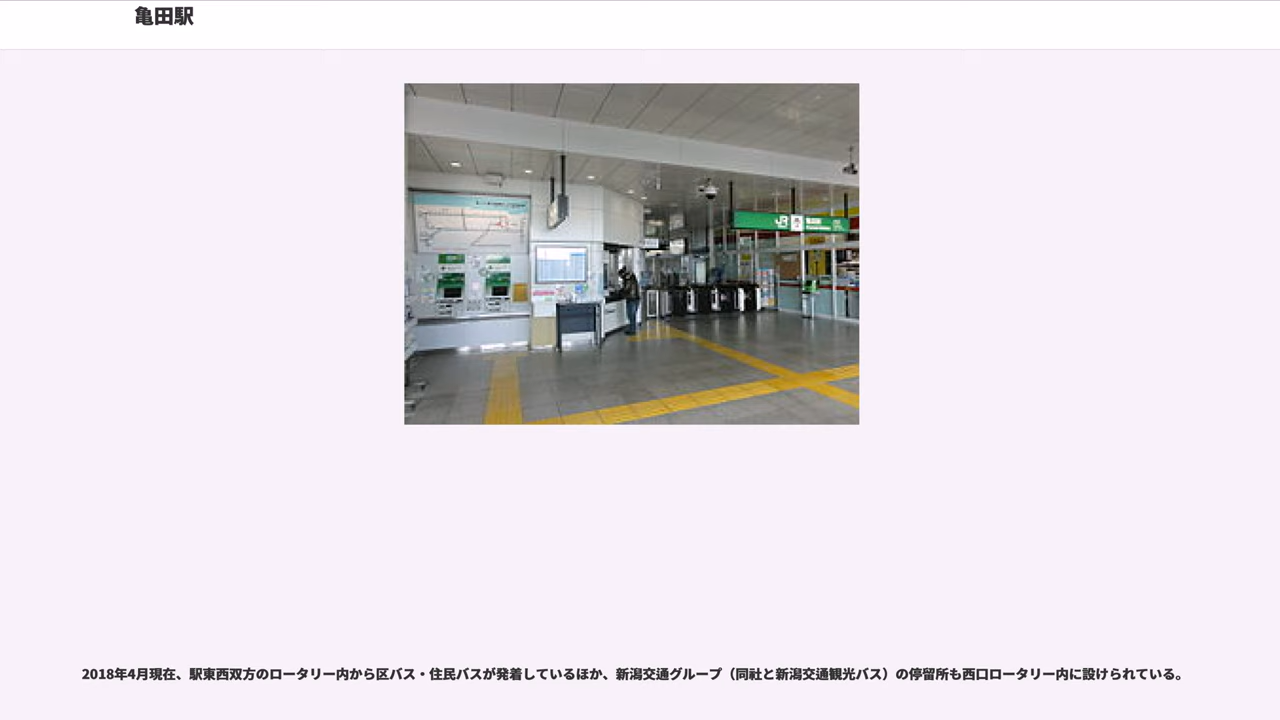 亀田駅
JR
2018年4月現在、駅東西双方のロータリー内から区バス・住民バスが発着しているほか、新潟交通グループ（同社と新潟交通観光バス）の停留所も西口ロータリー内に設けられている。